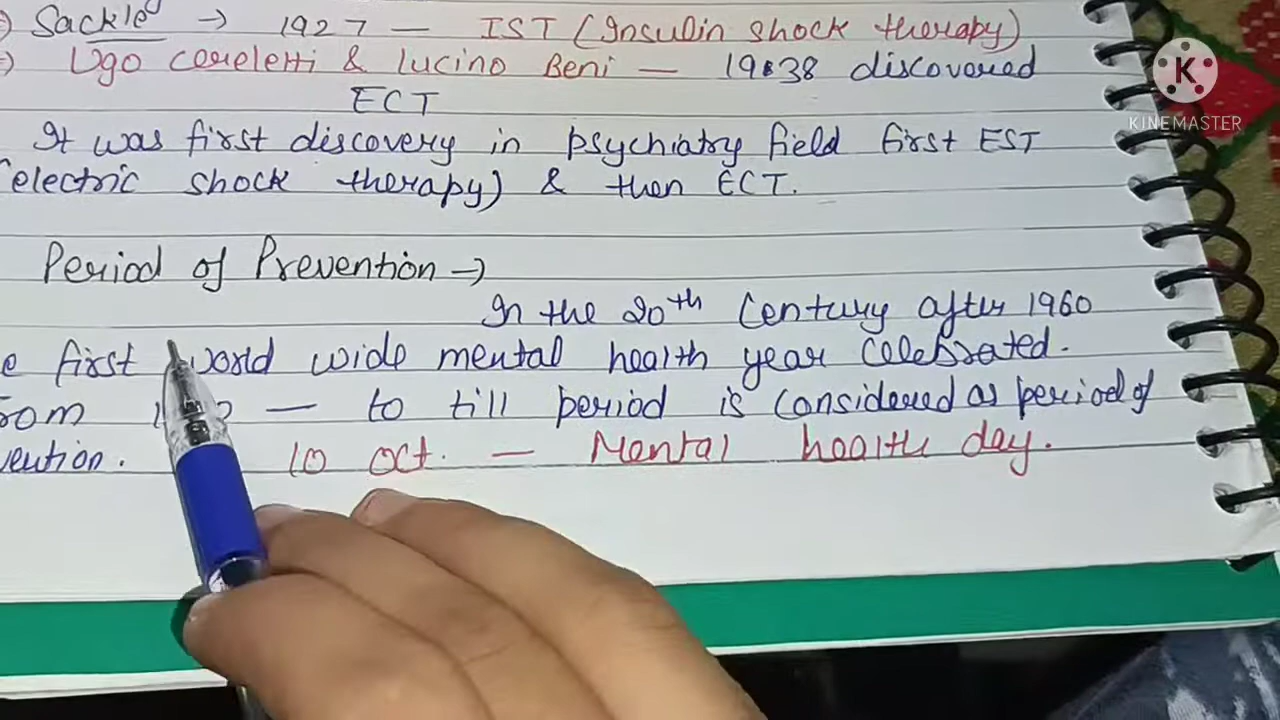 Sackle → 1927 — IST (Insulin shock therapy)
Ugo cereletti & Lucino Beni — 1938 discovered
ECT
It was first discovery in psychiatry field first EST
(electric shock therapy) & then ECT.
Period of Prevention →
In the 20th Century after 1960
first world wide mental health year celebrated.
— to till period is considered as period of
10 oct. — Mental health day.
K
KINEMASTER